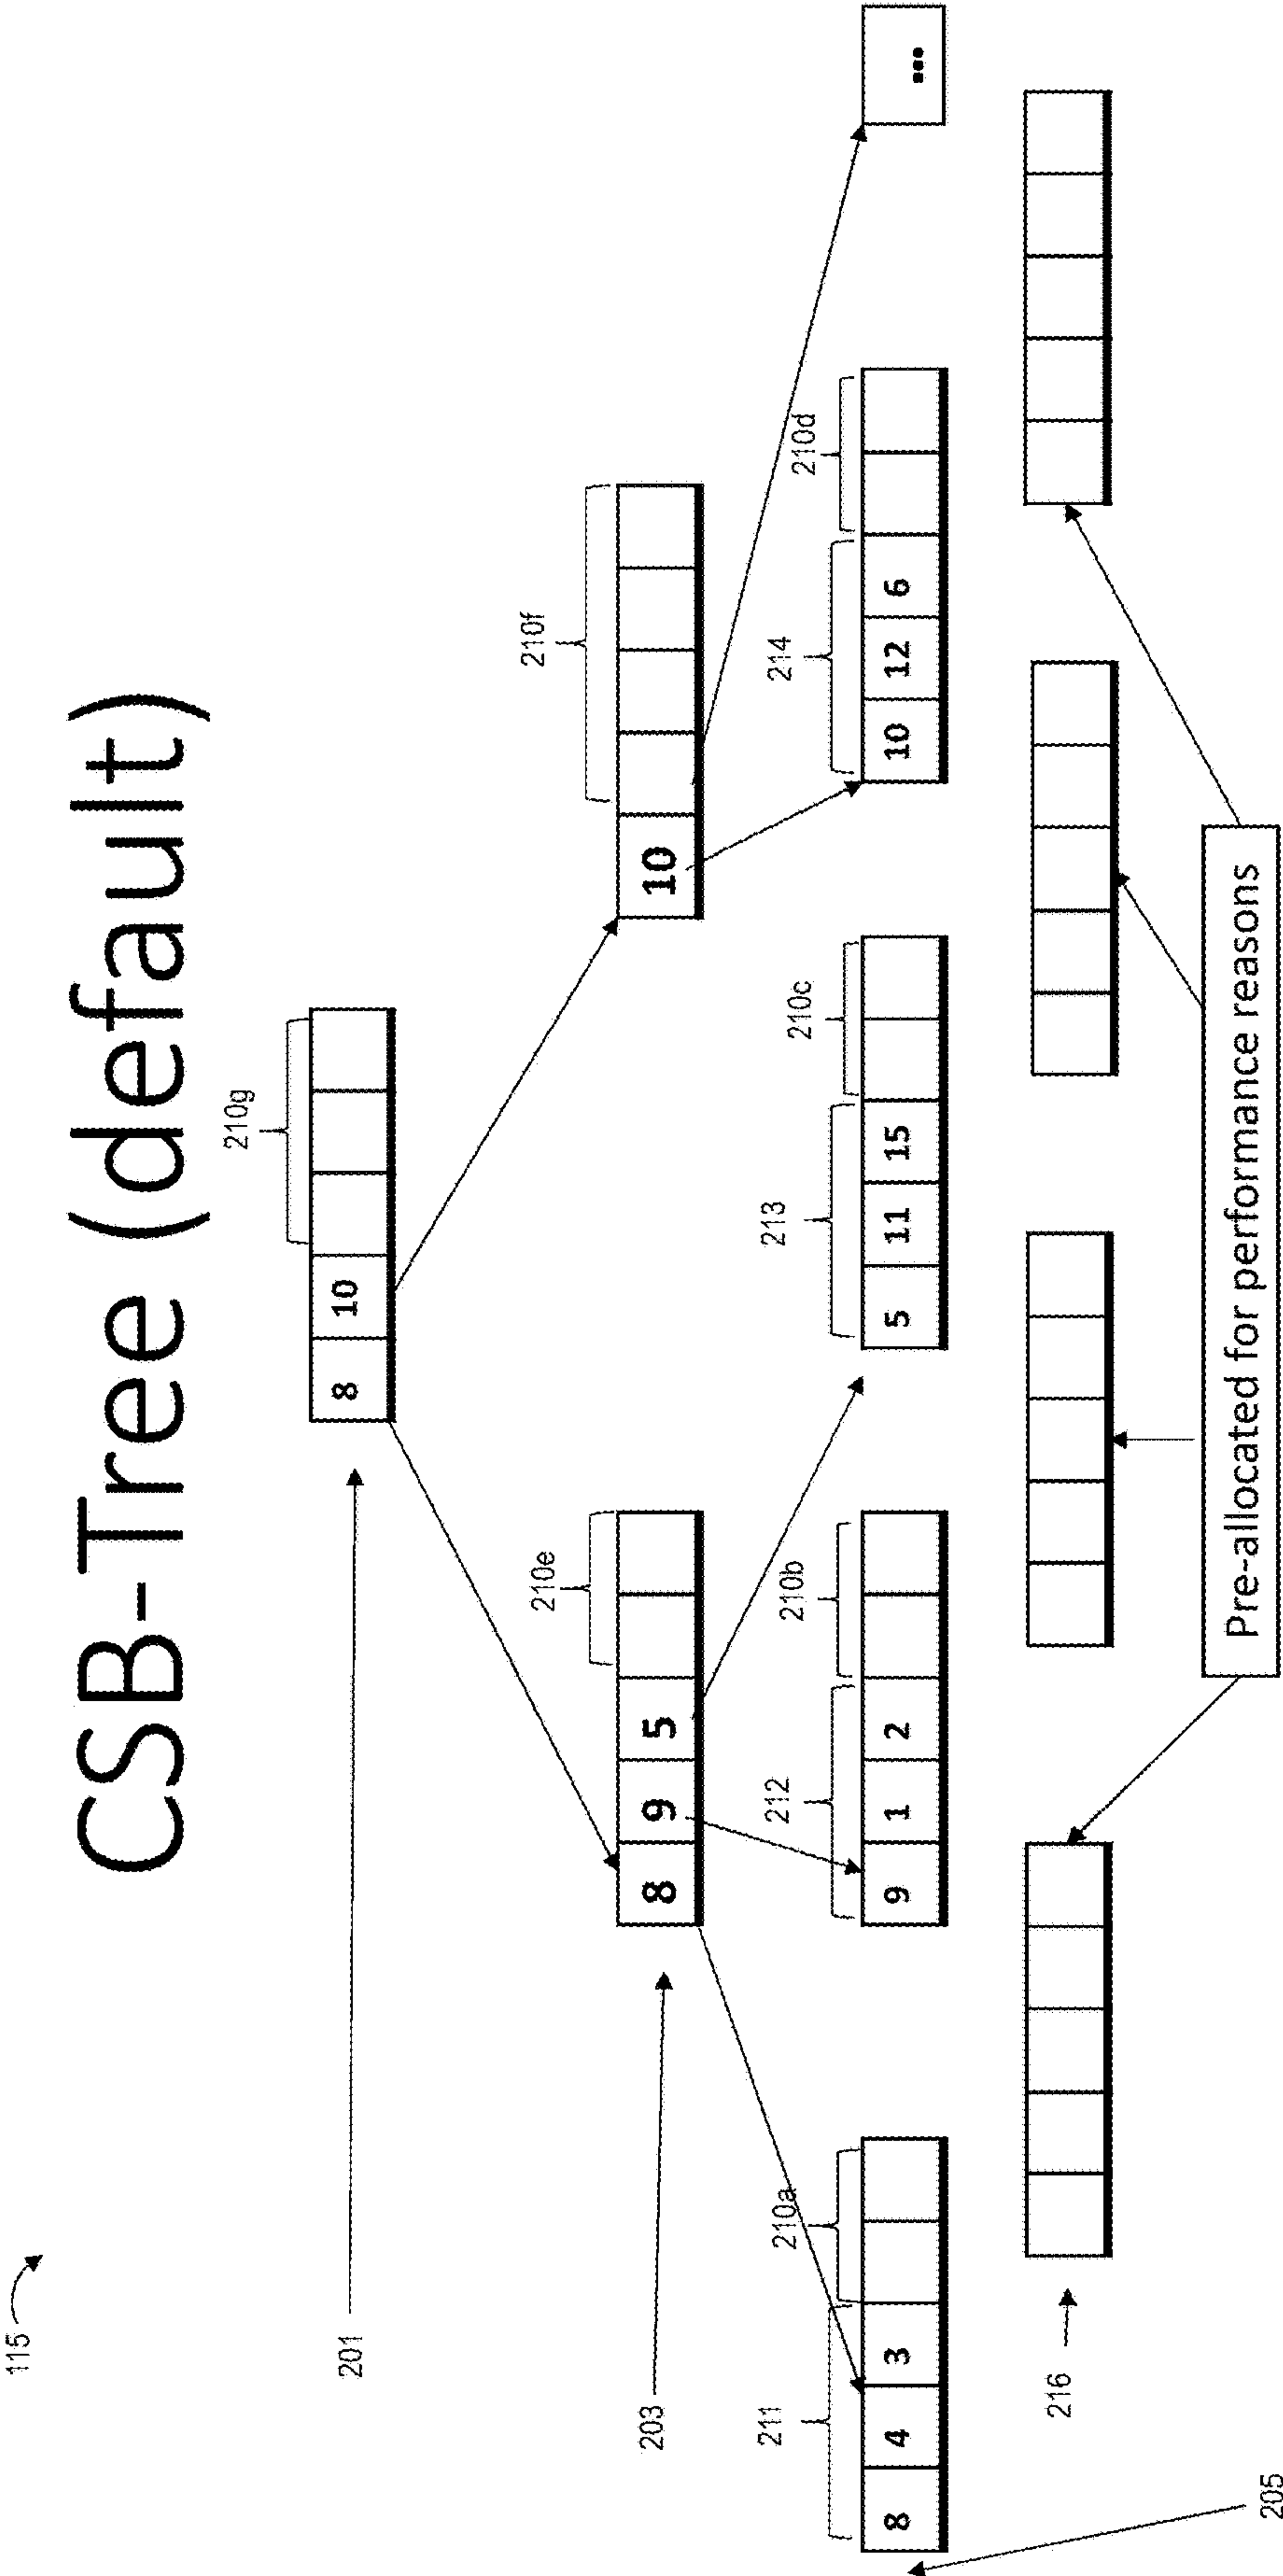 115
CSB-Tree (default)
210g
201
8 10
210e
210f
203
8 9 5
10
211
210a
212
210b
213
210c
214
210d
8 4 3
9 1 2
5 11 15
10 12 6
...
216
205
Pre-allocated for performance reasons